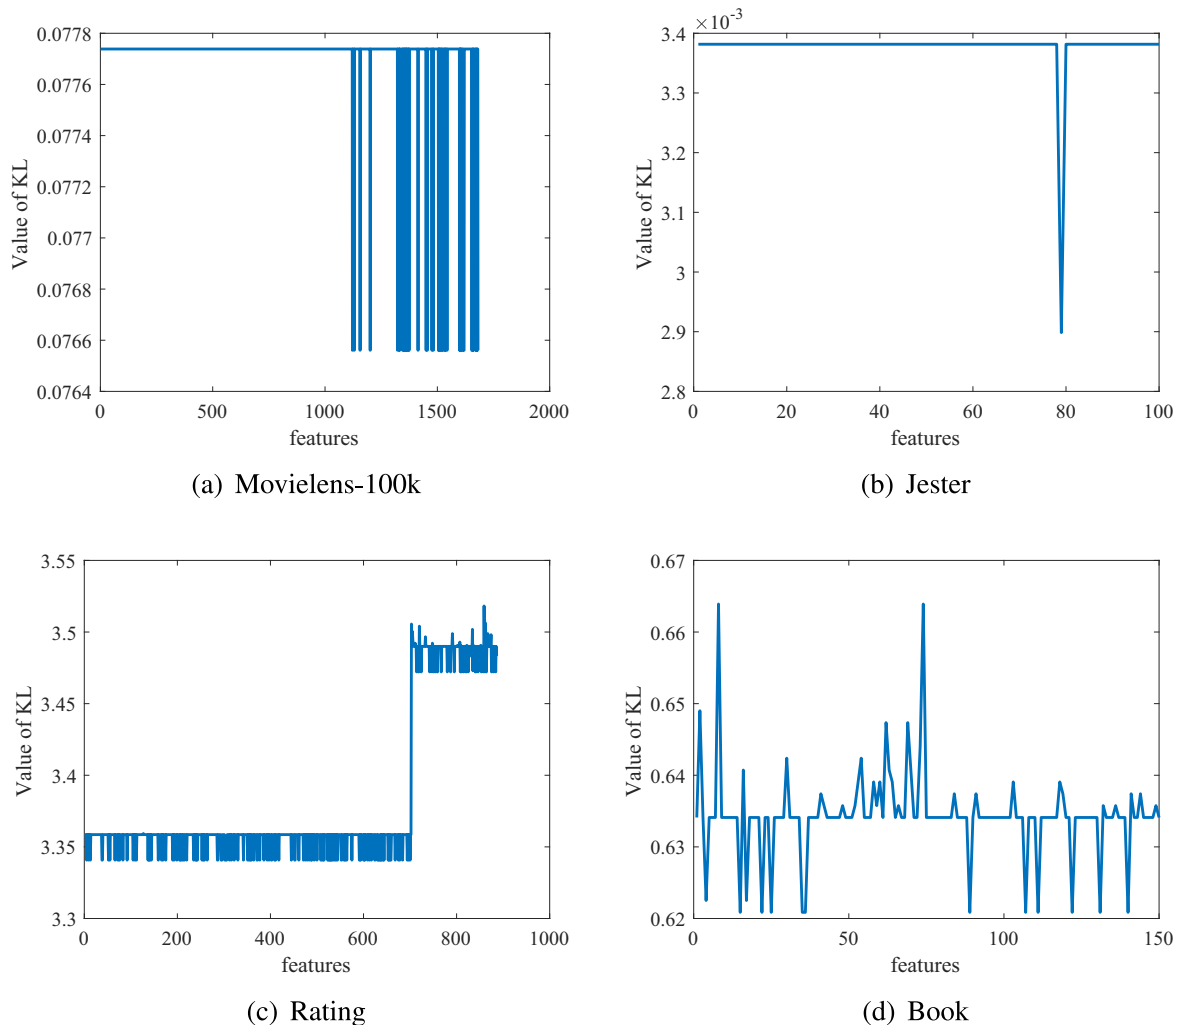 0.0778
0.0776
0.0774
0.0772
0.077
0.0768
0.0766
0.0764
Value of KL
0 500 1000 1500 2000
features
(a) Movielens-100k
×10⁻³
3.4
3.3
3.2
3.1
3
2.9
2.8
Value of KL
0 20 40 60 80 100
features
(b) Jester
3.55
3.5
3.45
3.4
3.35
3.3
Value of KL
0 200 400 600 800 1000
features
(c) Rating
0.67
0.66
0.65
0.64
0.63
0.62
Value of KL
0 50 100 150
features
(d) Book